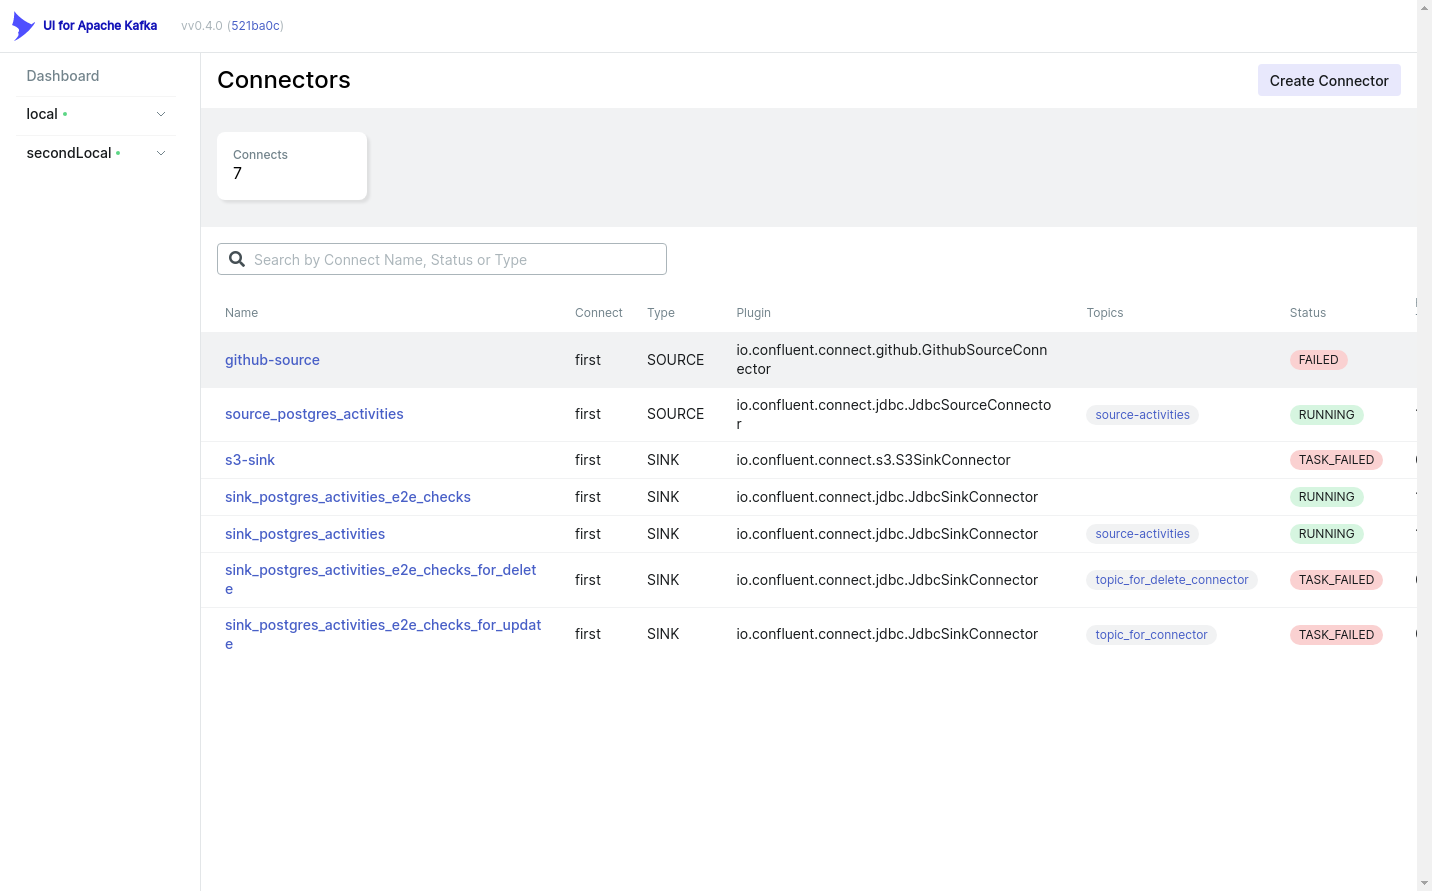 UI for Apache Kafka vv0.4.0 (521ba0c)
Dashboard
local
secondLocal
Connectors
Create Connector
Connects
7
Search by Connect Name, Status or Type
Name Connect Type Plugin Topics Status
github-source first SOURCE io.confluent.connect.github.GithubSourceConn
ector FAILED
source_postgres_activities first SOURCE io.confluent.connect.jdbc.JdbcSourceConnecto
r source-activities RUNNING
s3-sink first SINK io.confluent.connect.s3.S3SinkConnector TASK_FAILED
sink_postgres_activities_e2e_checks first SINK io.confluent.connect.jdbc.JdbcSinkConnector RUNNING
sink_postgres_activities first SINK io.confluent.connect.jdbc.JdbcSinkConnector source-activities RUNNING
sink_postgres_activities_e2e_checks_for_delet
e first SINK io.confluent.connect.jdbc.JdbcSinkConnector topic_for_delete_connector TASK_FAILED
sink_postgres_activities_e2e_checks_for_updat
e first SINK io.confluent.connect.jdbc.JdbcSinkConnector topic_for_connector TASK_FAILED